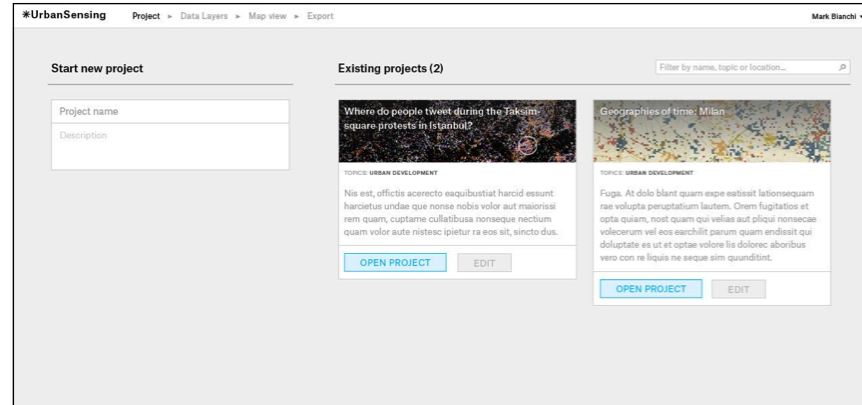 ✳UrbanSensing Project ► Data Layers ► Map view ► Export Mark Bianchi
Start new project
Project name
Description
Existing projects (2)
Filter by name, topic or location...
Where do people tweet during the Taksim-
square protests in Istanbul?
TOPICS: URBAN DEVELOPMENT
Nis est, offictis acerecto eaquibustiat harcid essunt
harcietus undae que nonse nobis volor aut maiorissi
rem quam, cuptame cullatibusa nonseque nectium
quam volor aute nistesc ipietur ra eos sit, sincto dus.
OPEN PROJECT EDIT
Geographies of time: Milan
TOPICS: URBAN DEVELOPMENT
Fuga. At dolo blant quam expe eatissit lationsequam
rae volupta peruptatium lautem. Orem fugitatios et
opta quiam, nost quam qui velias aut pliqui nonsecae
volecerum vel eos earchilit parum quam endissit qui
doluptate es ut et optae volore lis dolorec aboribus
vero con re liquis ne seque sim quunditint.
OPEN PROJECT EDIT